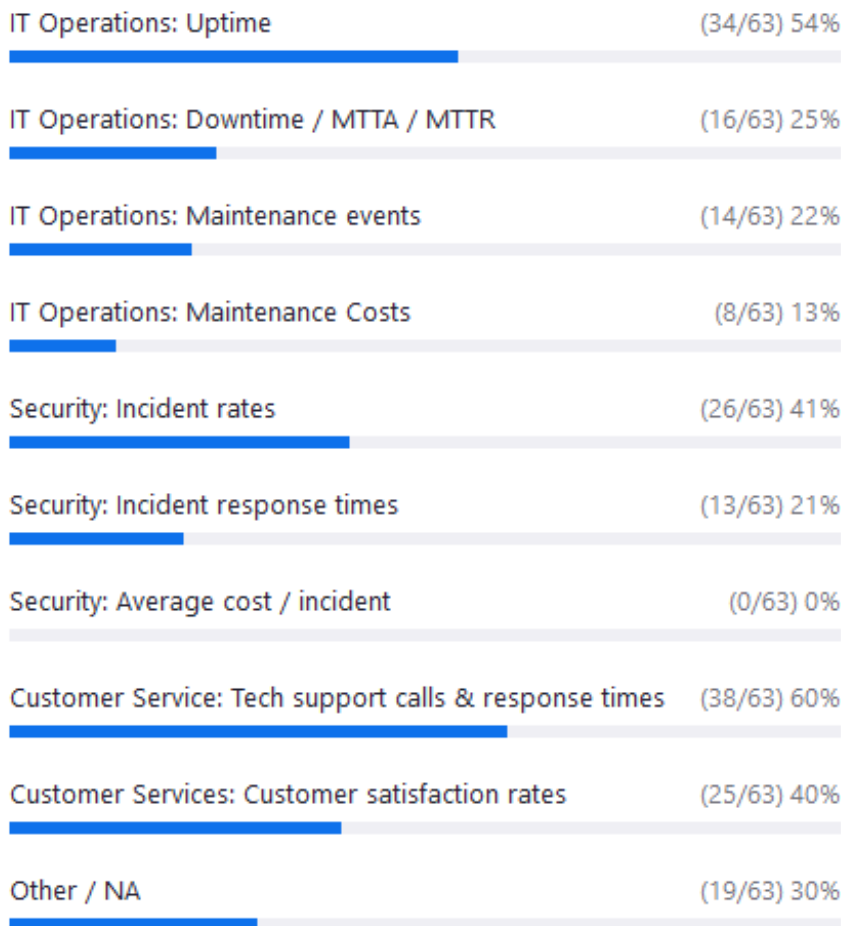 IT Operations: Uptime (34/63) 54%
IT Operations: Downtime / MTTA / MTTR (16/63) 25%
IT Operations: Maintenance events (14/63) 22%
IT Operations: Maintenance Costs (8/63) 13%
Security: Incident rates (26/63) 41%
Security: Incident response times (13/63) 21%
Security: Average cost / incident (0/63) 0%
Customer Service: Tech support calls & response times (38/63) 60%
Customer Services: Customer satisfaction rates (25/63) 40%
Other / NA (19/63) 30%